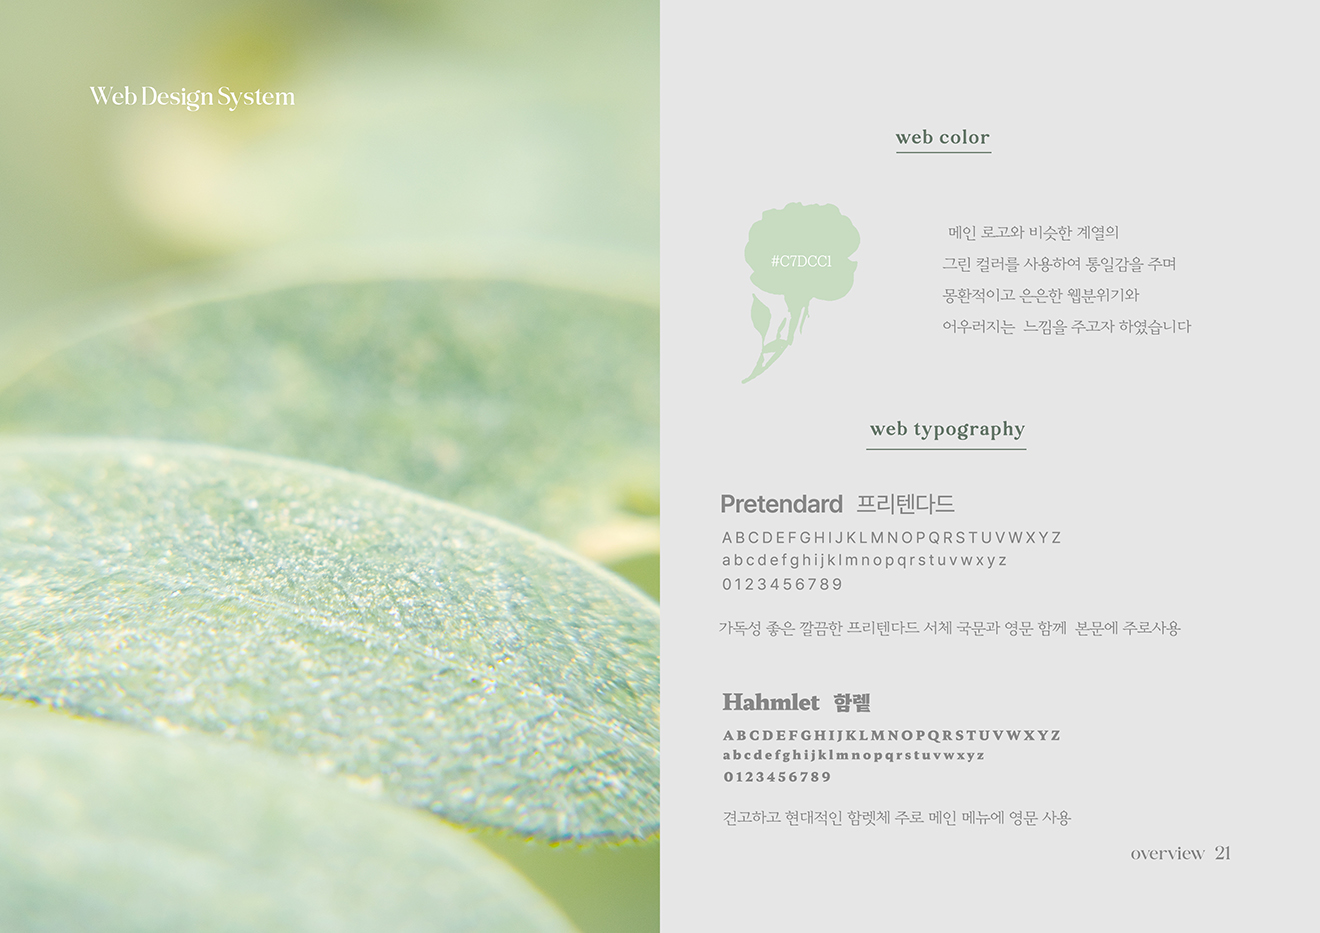 Web Design System
web color
#C7DCC1
메인 로고와 비슷한 계열의
그린 컬러를 사용하여 통일감을 주며
몽환적이고 은은한 웹분위기와
어우러지는 느낌을 주고자 하였습니다
web typography
Pretendard 프리텐다드
ABCDEFGHIJKLMNOPQRSTUVWXYZ
abcdefghijklmnopqrstuvwxyz
0123456789
가독성 좋은 깔끔한 프리텐다드 서체 국문과 영문 함께 본문에 주로사용
Hahmlet 함렡
ABCDEFGHIJKLMNOPQRSTUVWXYZ
abcdefghijklmnopqrstuvwxyz
0123456789
견고하고 현대적인 함렛체 주로 메인 메뉴에 영문 사용
overview 21